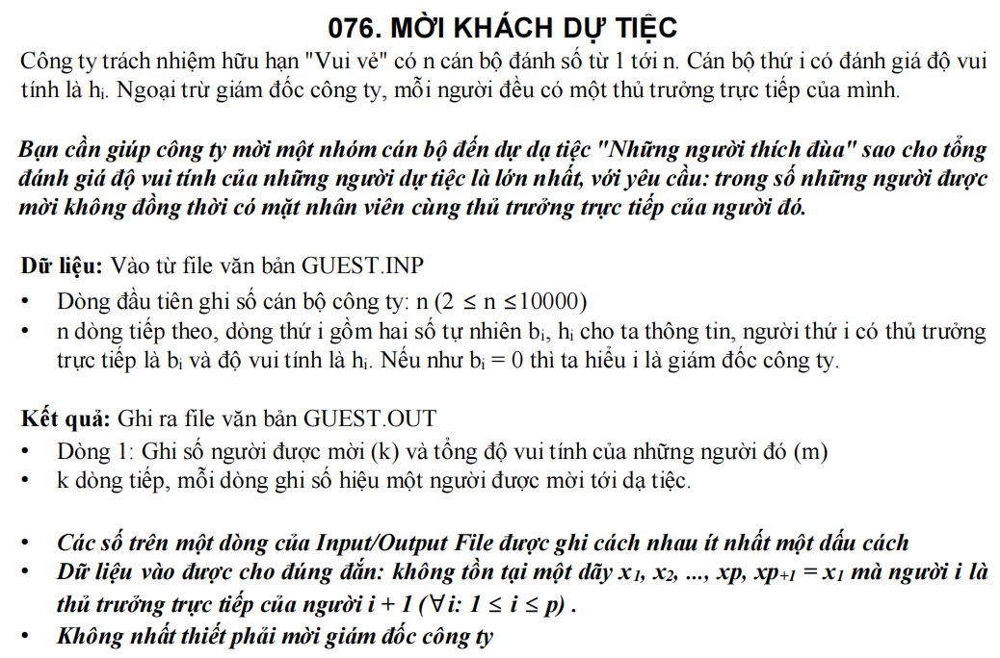 076. MỜI KHÁCH DỰ TIỆC
Công ty trách nhiệm hữu hạn "Vui vẻ" có n cán bộ đánh số từ 1 tới n. Cán bộ thứ i có đánh giá độ vui
tính là hᵢ. Ngoại trừ giám đốc công ty, mỗi người đều có một thủ trưởng trực tiếp của mình.
Bạn cần giúp công ty mời một nhóm cán bộ đến dự dạ tiệc "Những người thích đùa" sao cho tổng
đánh giá độ vui tính của những người dự tiệc là lớn nhất, với yêu cầu: trong số những người được
mời không đồng thời có mặt nhân viên cùng thủ trưởng trực tiếp của người đó.
Dữ liệu: Vào từ file văn bản GUEST.INP
• Dòng đầu tiên ghi số cán bộ công ty: n (2 ≤ n ≤10000)
• n dòng tiếp theo, dòng thứ i gồm hai số tự nhiên bᵢ, hᵢ cho ta thông tin, người thứ i có thủ trưởng
trực tiếp là bᵢ và độ vui tính là hᵢ. Nếu như bᵢ = 0 thì ta hiểu i là giám đốc công ty.
Kết quả: Ghi ra file văn bản GUEST.OUT
• Dòng 1: Ghi số người được mời (k) và tổng độ vui tính của những người đó (m)
• k dòng tiếp, mỗi dòng ghi số hiệu một người được mời tới dạ tiệc.
• Các số trên một dòng của Input/Output File được ghi cách nhau ít nhất một dấu cách
• Dữ liệu vào được cho đúng đắn: không tồn tại một dãy x₁, x₂, ..., xp, xp₊₁ = x₁ mà người i là
thủ trưởng trực tiếp của người i + 1 (∀i: 1 ≤ i ≤ p) .
• Không nhất thiết phải mời giám đốc công ty